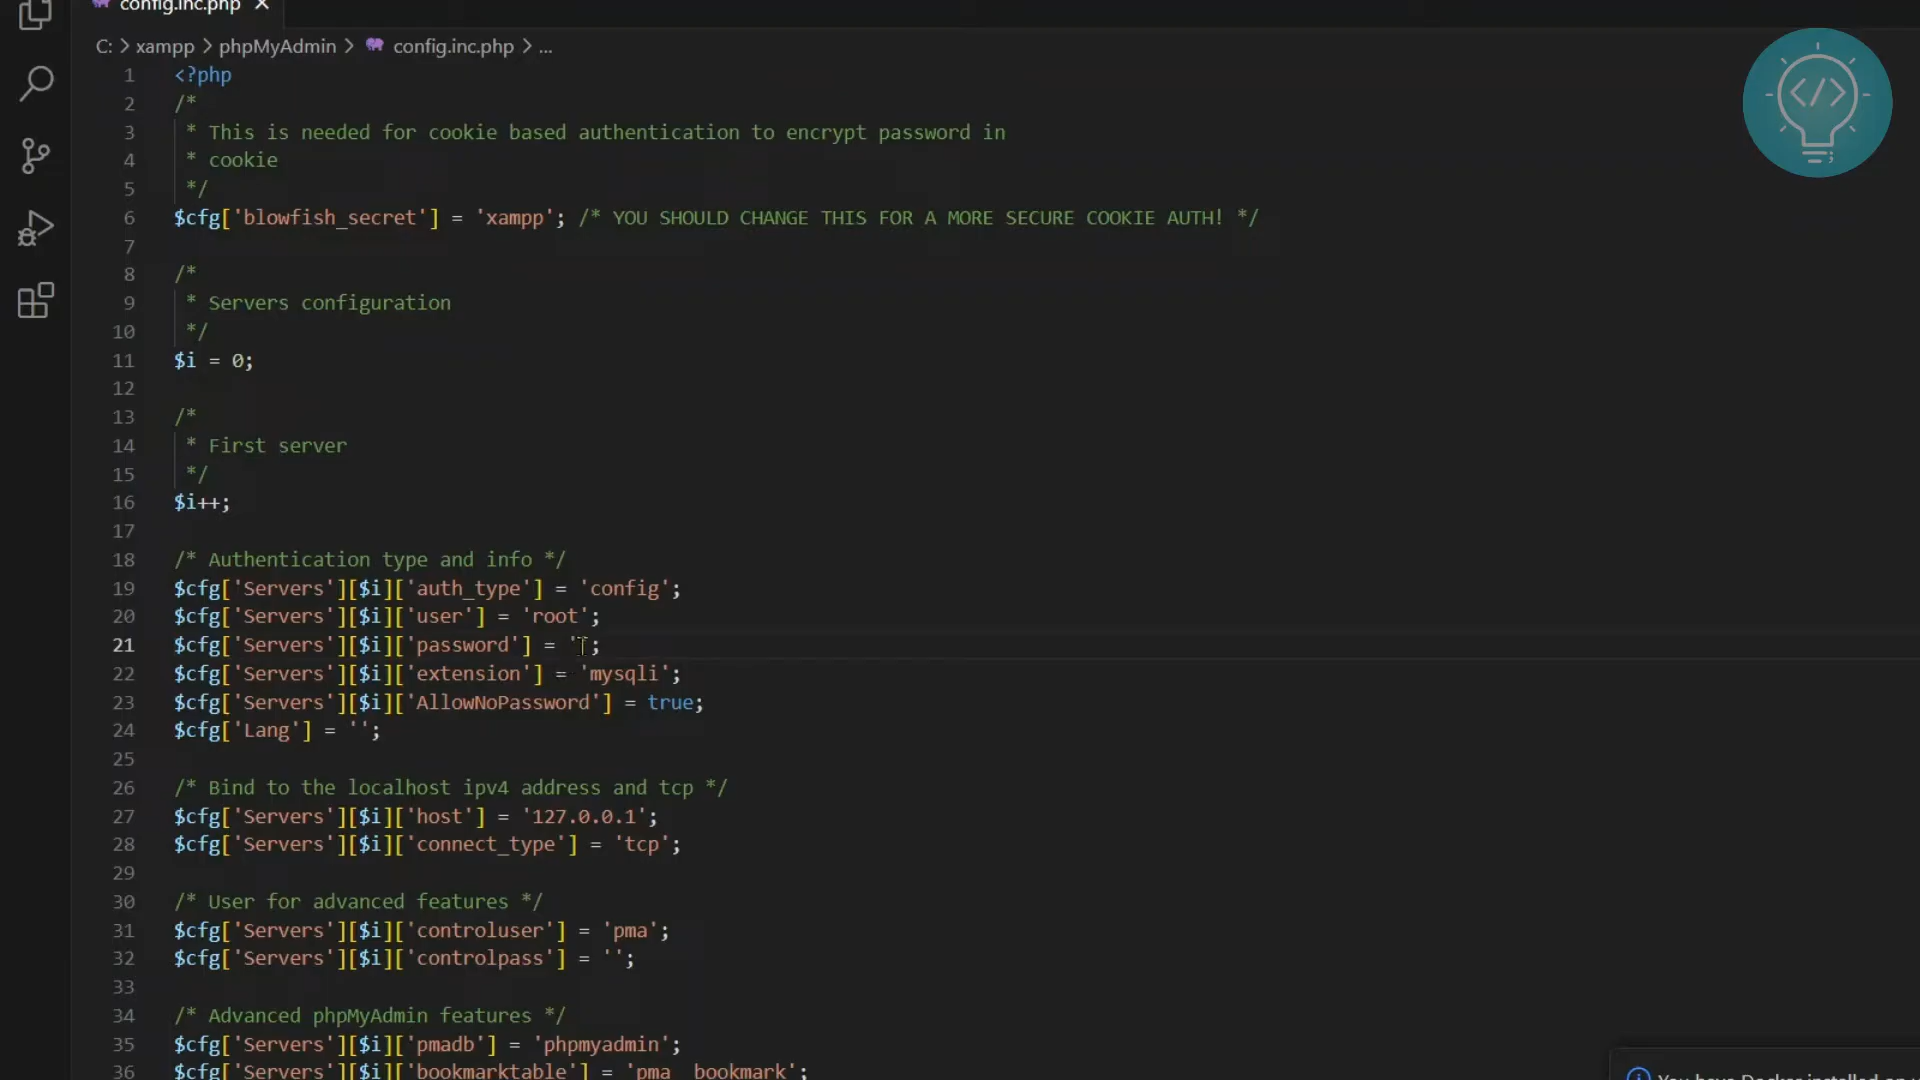 config.inc.php
C: > xampp > phpMyAdmin > config.inc.php > ...
1 <?php
2 /*
3  * This is needed for cookie based authentication to encrypt password in
4  * cookie
5  */
6 $cfg['blowfish_secret'] = 'xampp'; /* YOU SHOULD CHANGE THIS FOR A MORE SECURE COOKIE AUTH! */
7
8 /*
9  * Servers configuration
10  */
11 $i = 0;
12
13 /*
14  * First server
15  */
16 $i++;
17
18 /* Authentication type and info */
19 $cfg['Servers'][$i]['auth_type'] = 'config';
20 $cfg['Servers'][$i]['user'] = 'root';
21 $cfg['Servers'][$i]['password'] = '';
22 $cfg['Servers'][$i]['extension'] = 'mysqli';
23 $cfg['Servers'][$i]['AllowNoPassword'] = true;
24 $cfg['Lang'] = '';
25
26 /* Bind to the localhost ipv4 address and tcp */
27 $cfg['Servers'][$i]['host'] = '127.0.0.1';
28 $cfg['Servers'][$i]['connect_type'] = 'tcp';
29
30 /* User for advanced features */
31 $cfg['Servers'][$i]['controluser'] = 'pma';
32 $cfg['Servers'][$i]['controlpass'] = '';
33
34 /* Advanced phpMyAdmin features */
35 $cfg['Servers'][$i]['pmadb'] = 'phpmyadmin';
36 $cfg['Servers'][$i]['bookmarktable'] = 'pma__bookmark';
You have Docker installed on